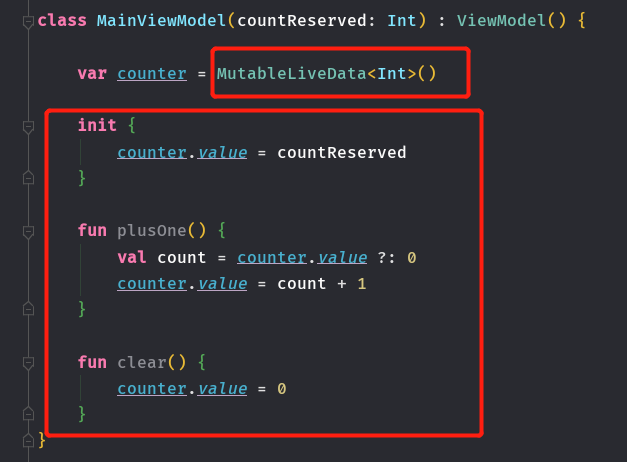 class MainViewModel(countReserved: Int) : ViewModel() {
var counter = MutableLiveData<Int>()
init {
counter.value = countReserved
}
fun plusOne() {
val count = counter.value ?: 0
counter.value = count + 1
}
fun clear() {
counter.value = 0
}
}